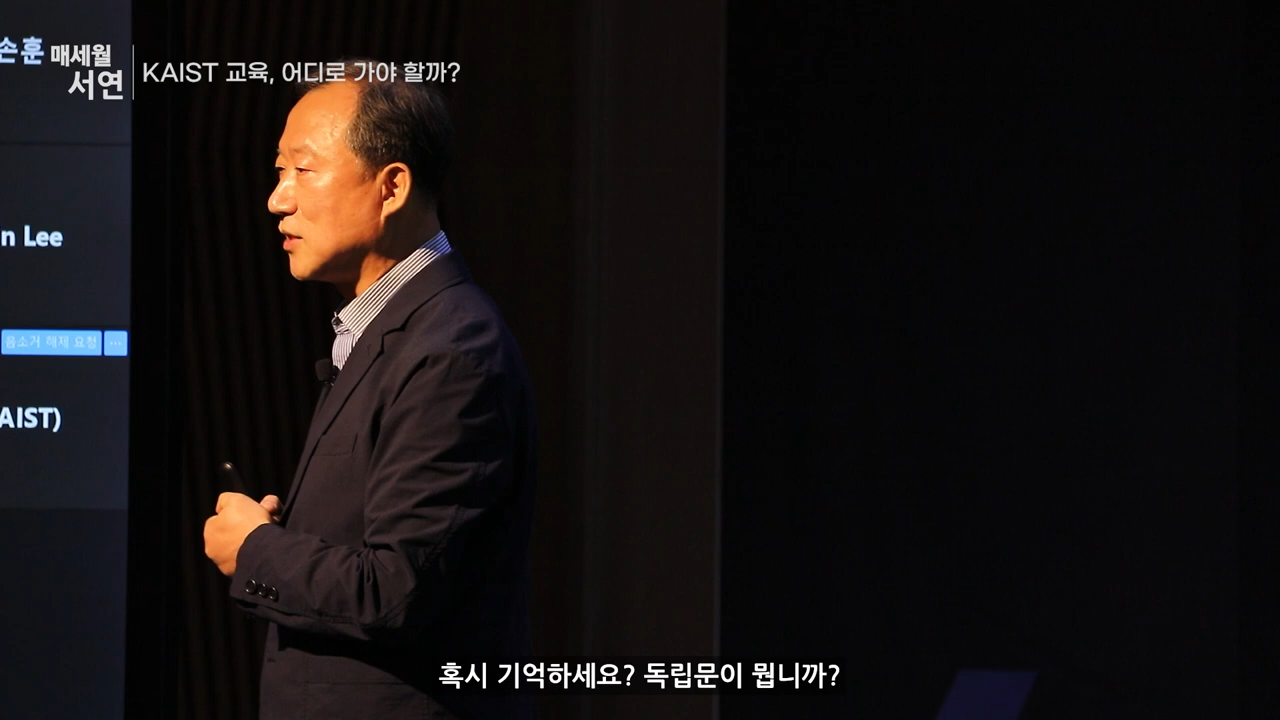 손훈
매세월
서연
KAIST 교육, 어디로 가야 할까?
n Lee
음소거 해제 요청 ...
AIST)
혹시 기억하세요? 독립문이 뭡니까?